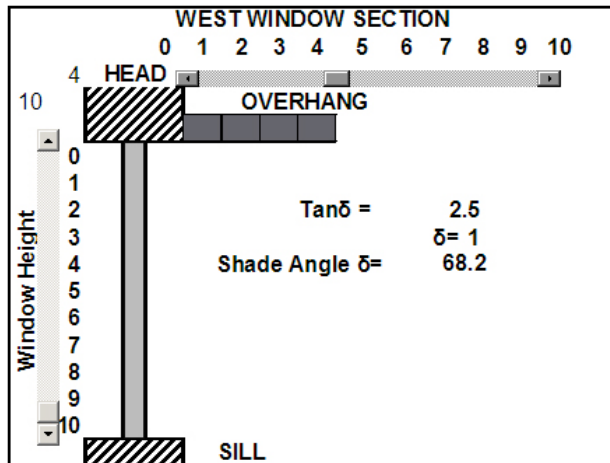 WEST WINDOW SECTION
0 1 2 3 4 5 6 7 8 9 10
4 HEAD
10
OVERHANG
0
1
2
3
4
5
6
7
8
9
10
Window Height
Tanδ = 2.5
δ= 1
Shade Angle δ= 68.2
SILL